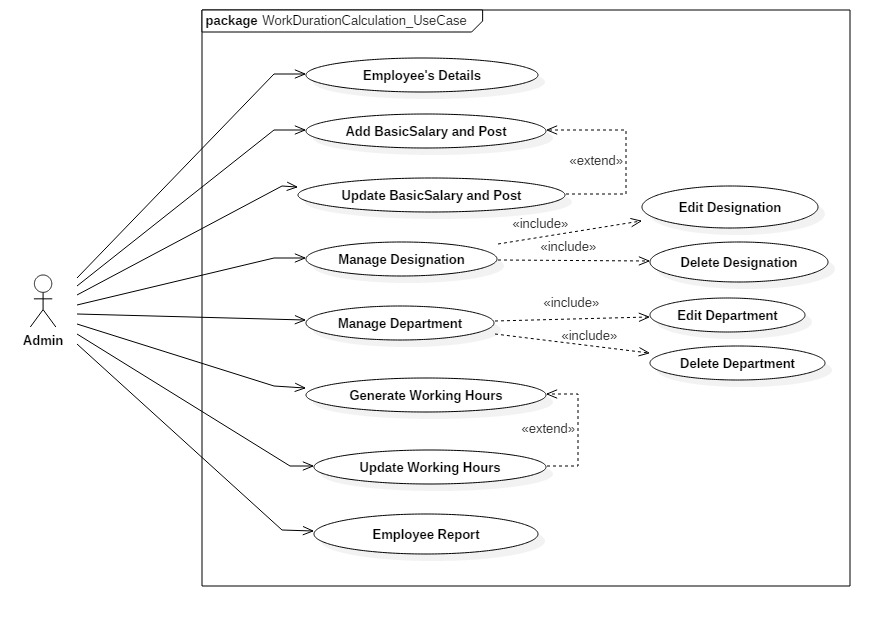 package WorkDurationCalculation_UseCase
Employee's Details
Add BasicSalary and Post
«extend»
Update BasicSalary and Post
Edit Designation
«include»
«include»
Manage Designation
Delete Designation
«include»
Edit Department
Manage Department
«include»
Admin
Delete Department
Generate Working Hours
«extend»
Update Working Hours
Employee Report